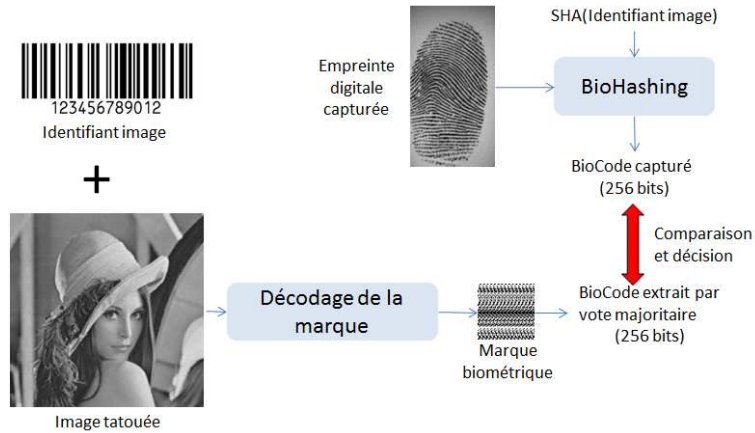 SHA(Identifiant image)
Empreinte
digitale
capturée
BioHashing
123456789012
Identifiant image
BioCode capturé
(256 bits)
Comparaison
et décision
Décodage de la
marque
BioCode extrait par
vote majoritaire
(256 bits)
Marque
biométrique
Image tatouée